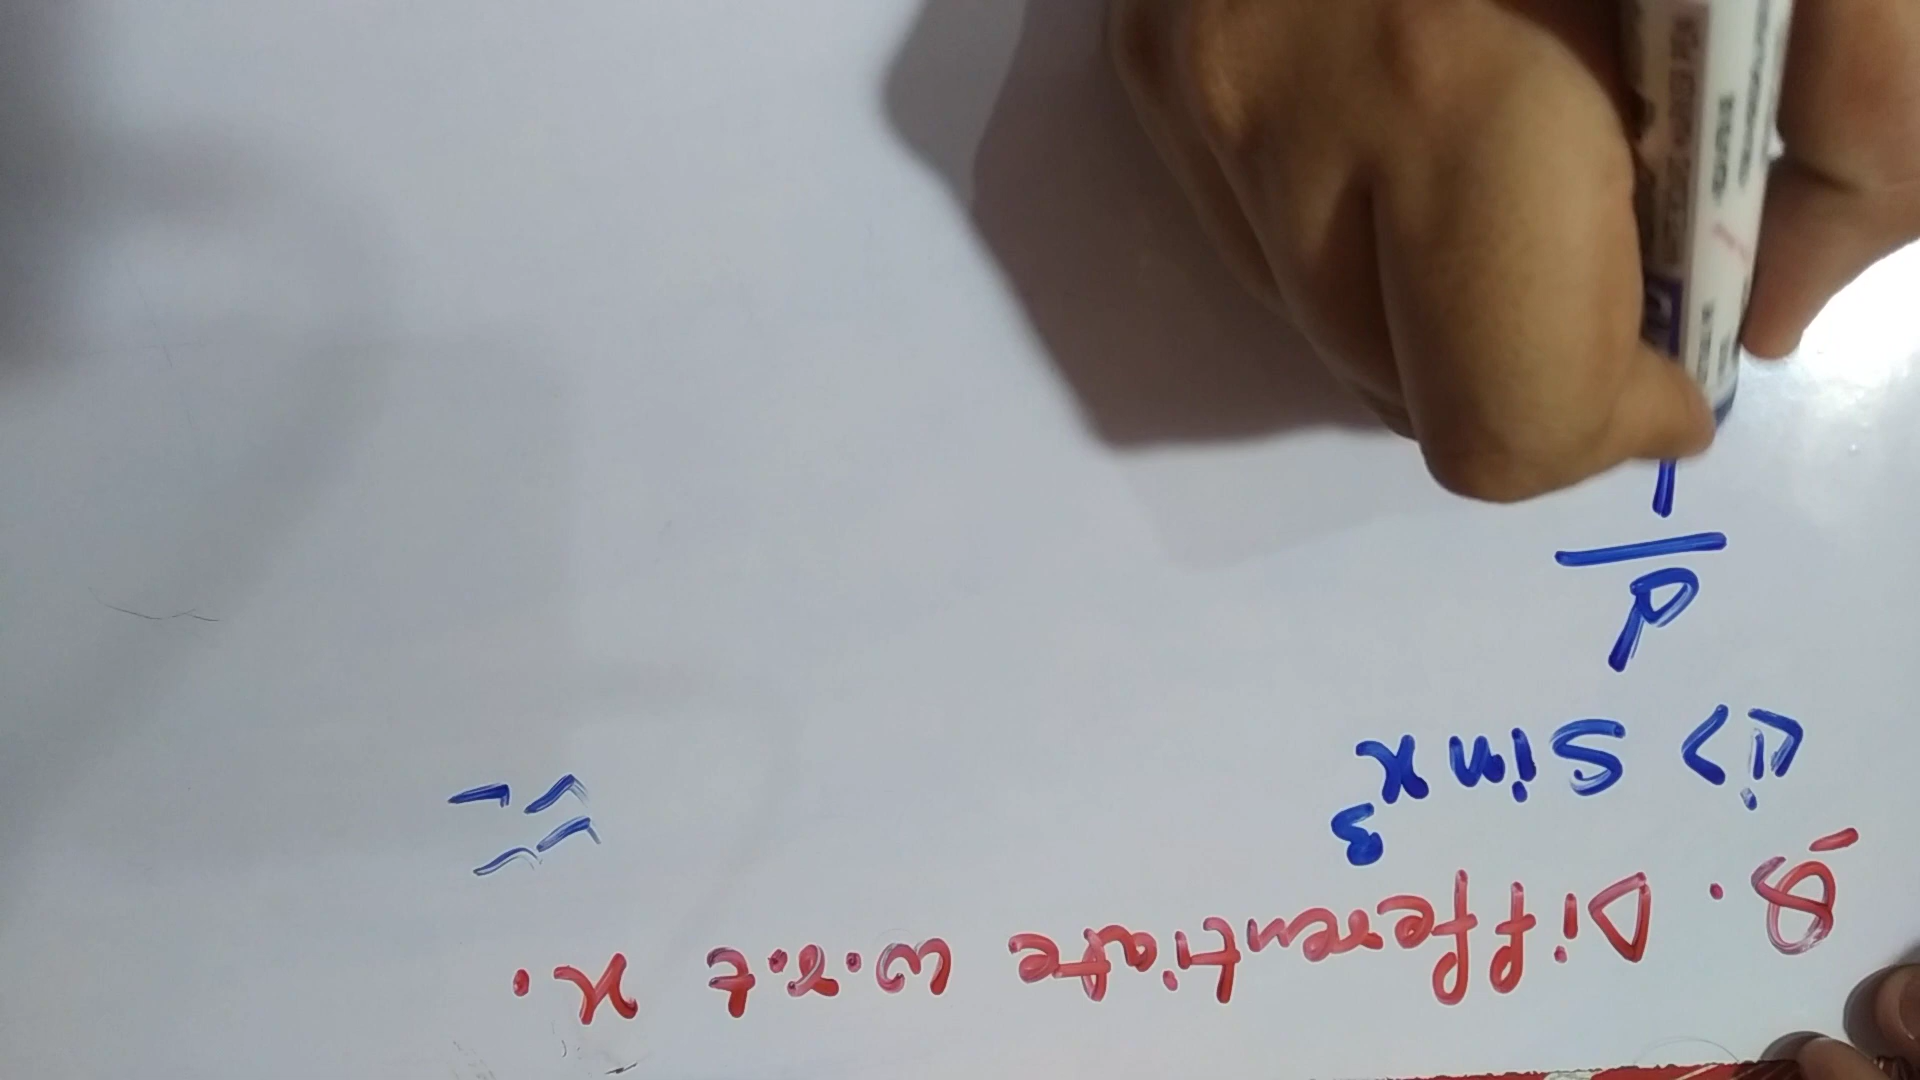 Q. Differentiate w.r.t x.
(i) sin x³
d